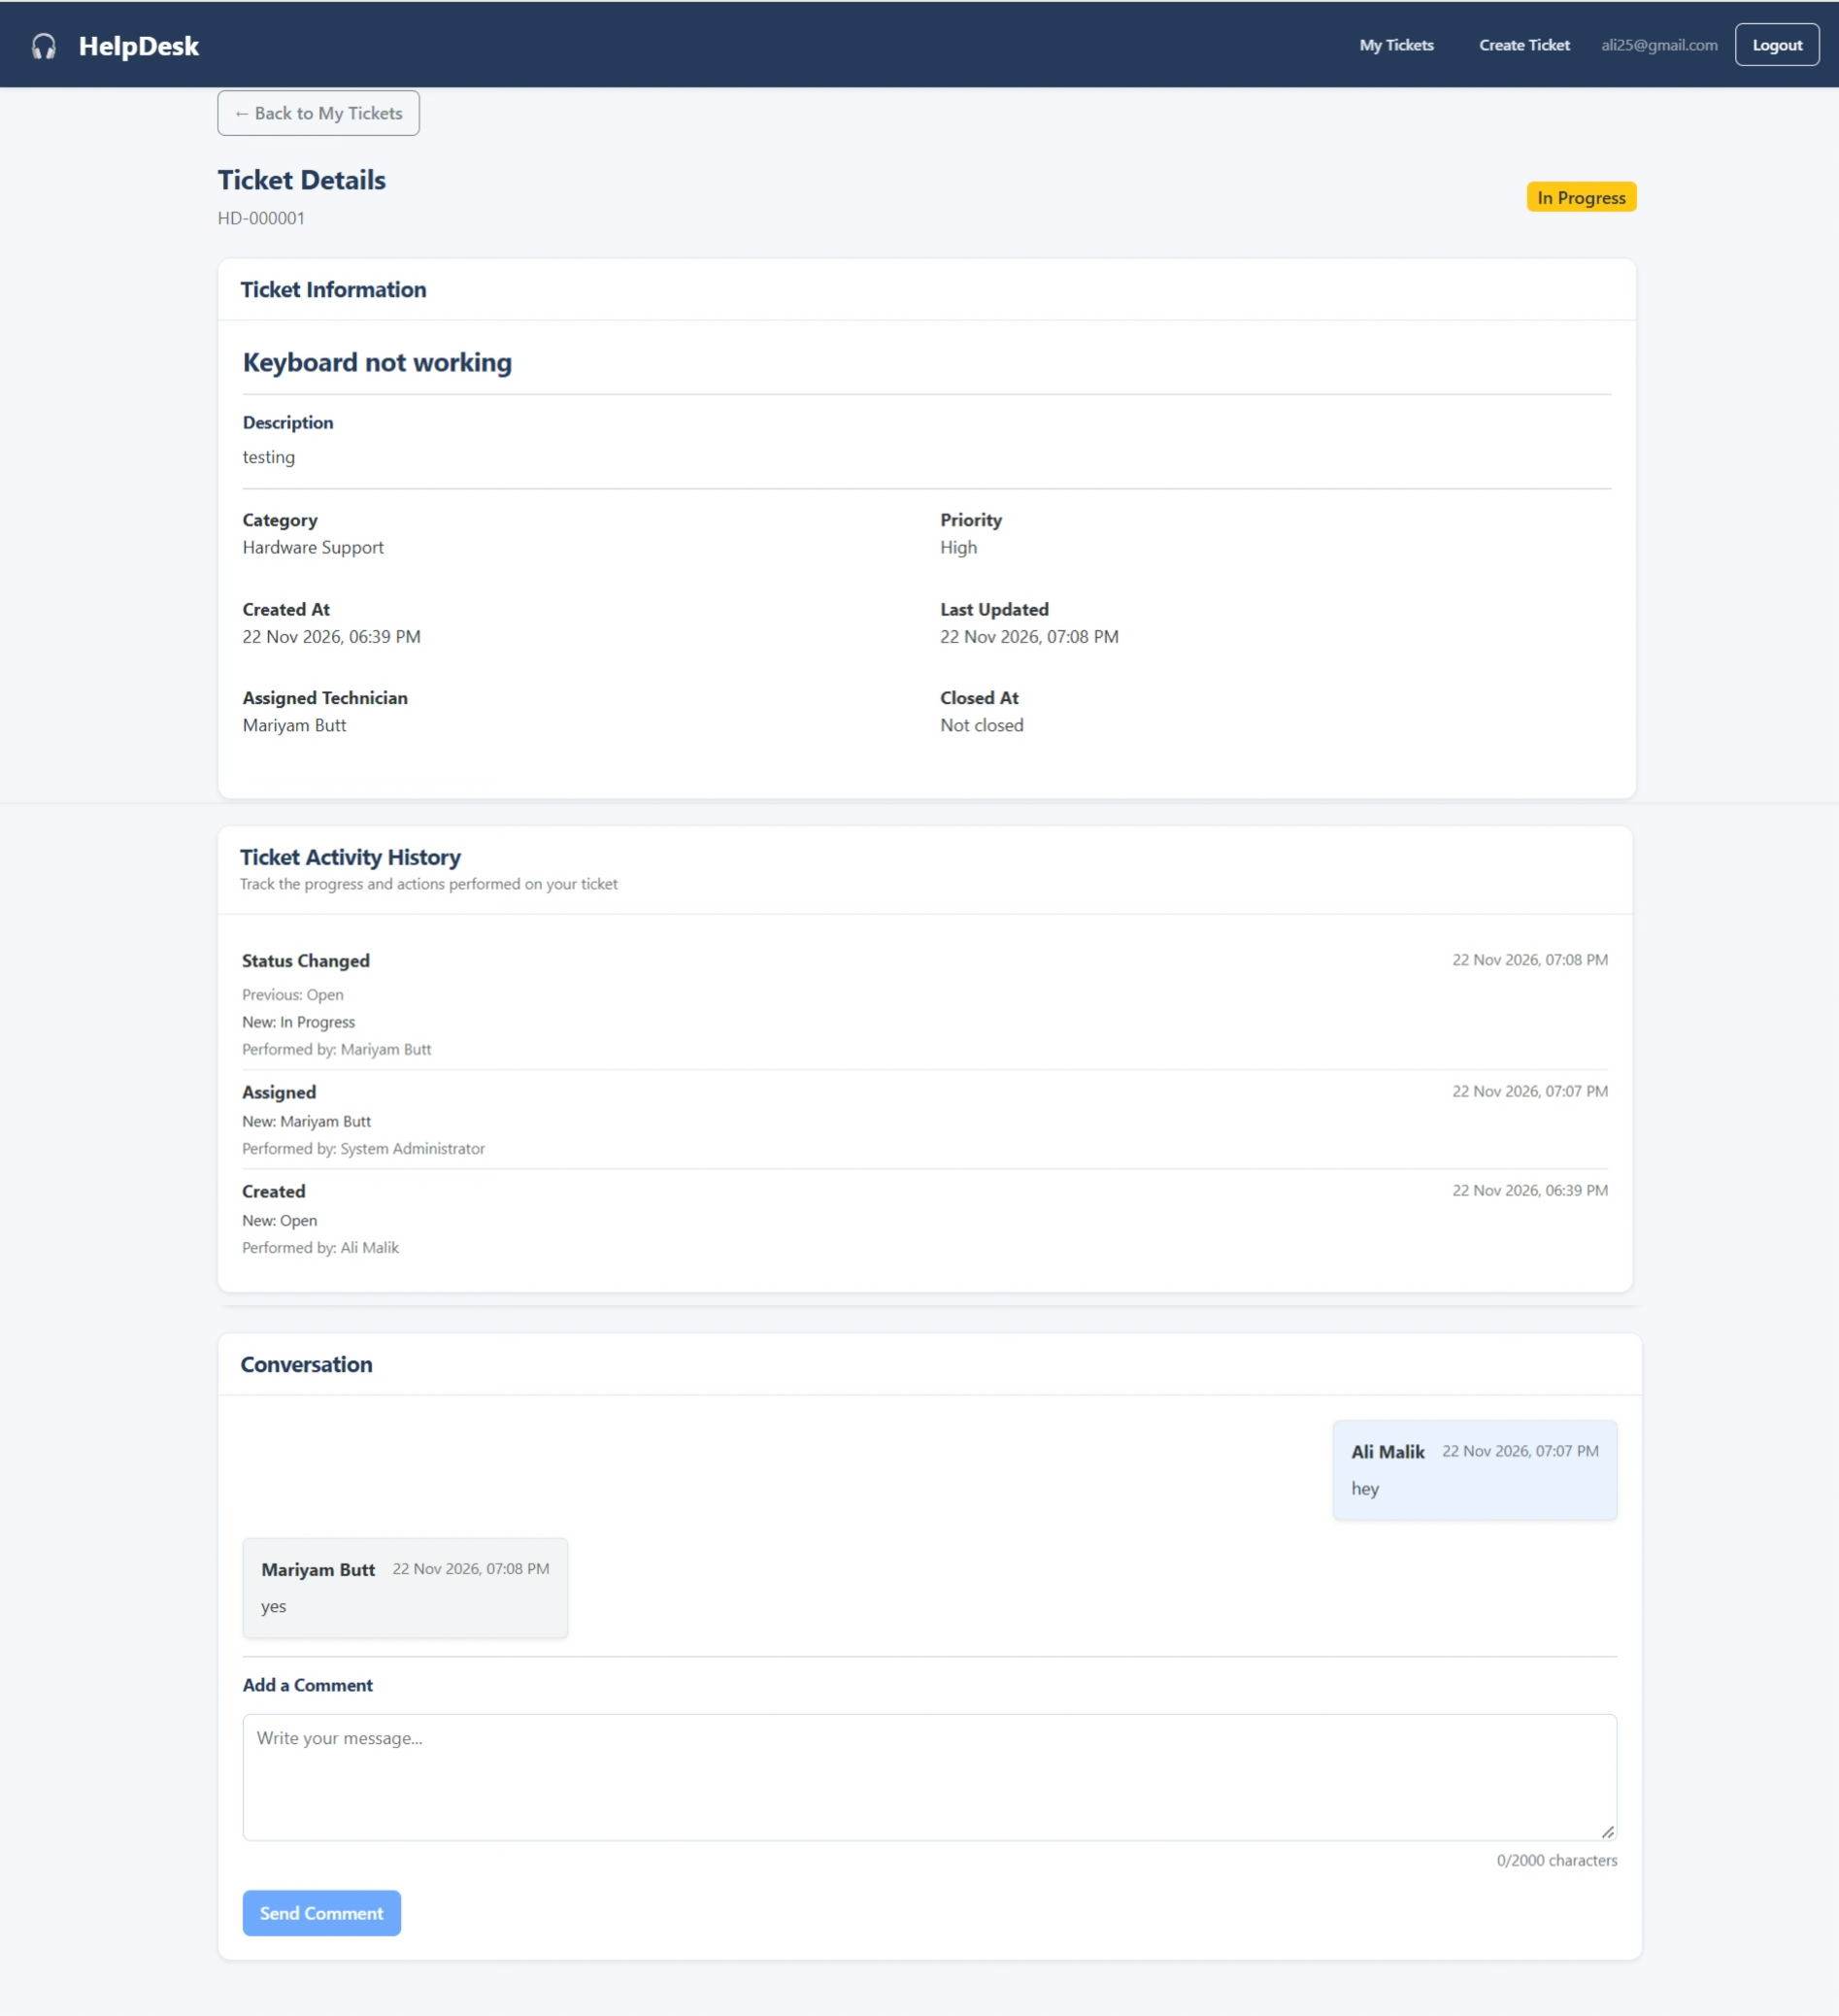 HelpDesk
My Tickets
Create Ticket
ali25@gmail.com
Logout
← Back to My Tickets
Ticket Details
HD-000001
In Progress
Ticket Information
Keyboard not working
Description
testing
Category
Hardware Support
Priority
High
Created At
22 Nov 2026, 06:39 PM
Last Updated
22 Nov 2026, 07:08 PM
Assigned Technician
Mariyam Butt
Closed At
Not closed
Ticket Activity History
Track the progress and actions performed on your ticket
Status Changed
22 Nov 2026, 07:08 PM
Previous: Open
New: In Progress
Performed by: Mariyam Butt
Assigned
22 Nov 2026, 07:07 PM
New: Mariyam Butt
Performed by: System Administrator
Created
22 Nov 2026, 06:39 PM
New: Open
Performed by: Ali Malik
Conversation
Ali Malik 22 Nov 2026, 07:07 PM
hey
Mariyam Butt 22 Nov 2026, 07:08 PM
yes
Add a Comment
Write your message...
0/2000 characters
Send Comment